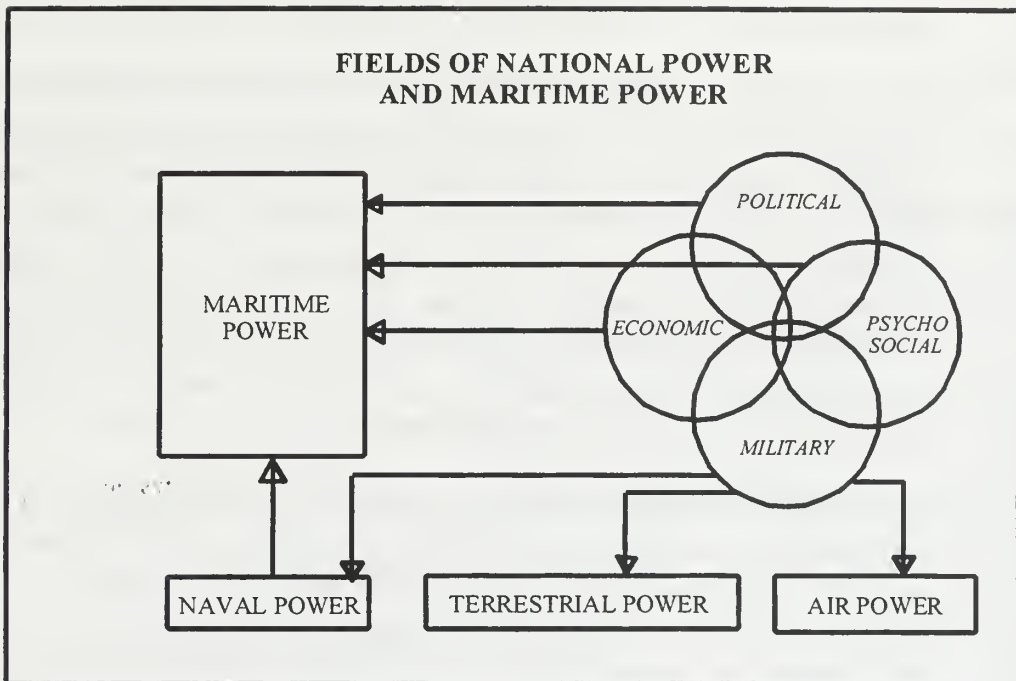 FIELDS OF NATIONAL POWER
AND MARITIME POWER
POLITICAL
MARITIME
POWER
ECONOMIC
PSYCHO
SOCIAL
MILITARY
NAVAL POWER
TERRESTRIAL POWER
AIR POWER